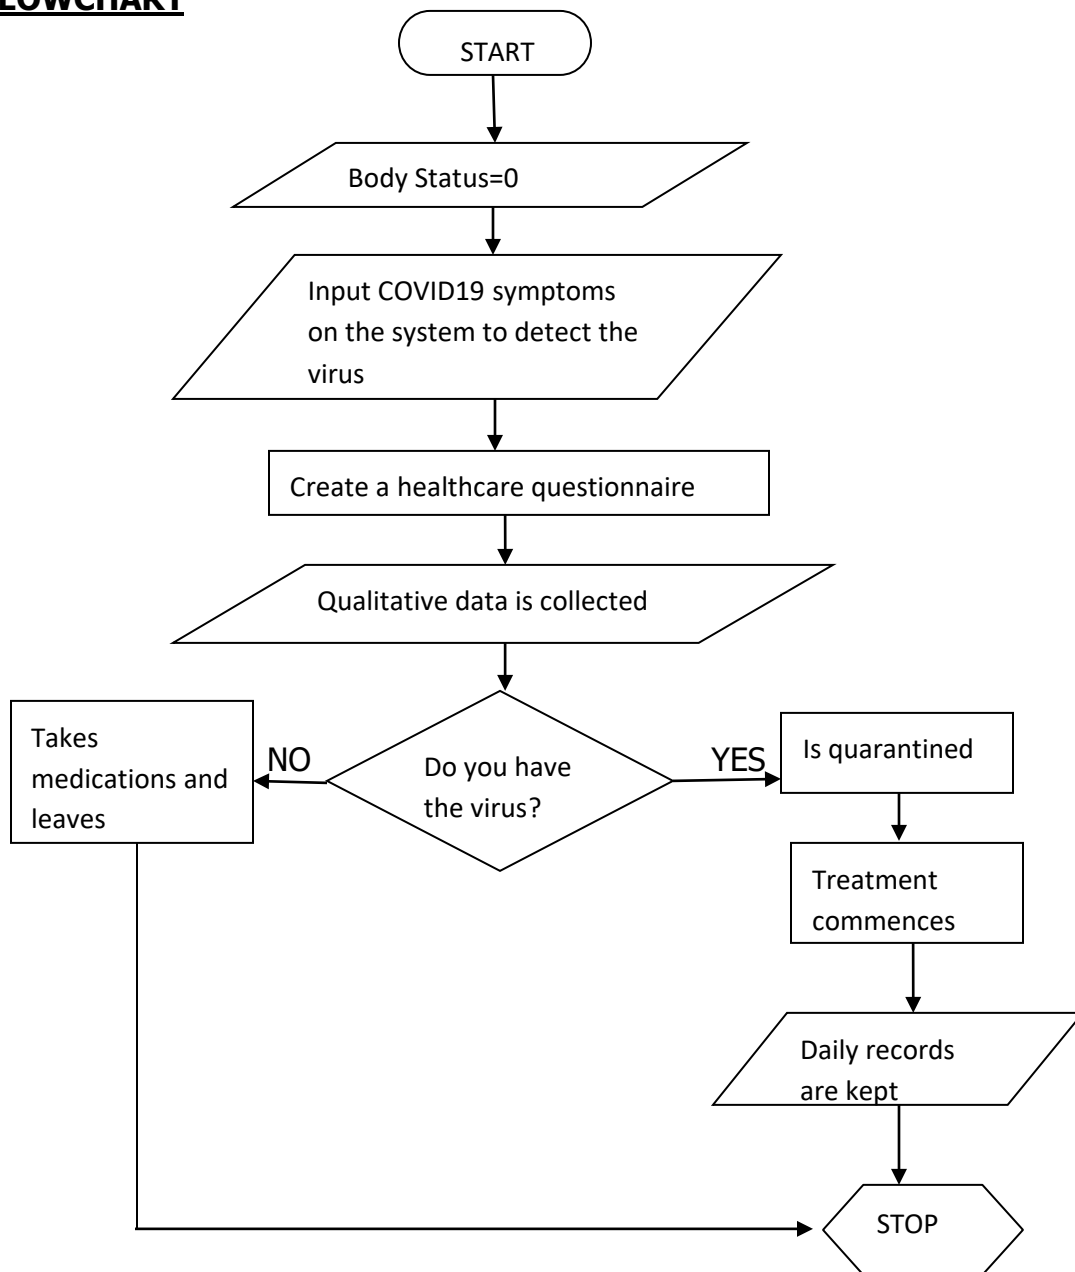 LOWCHART
START
Body Status=0
Input COVID19 symptoms
on the system to detect the
virus
Create a healthcare questionnaire
Qualitative data is collected
Takes
medications and
leaves
NO
Do you have
the virus?
YES
Is quarantined
Treatment
commences
Daily records
are kept
STOP